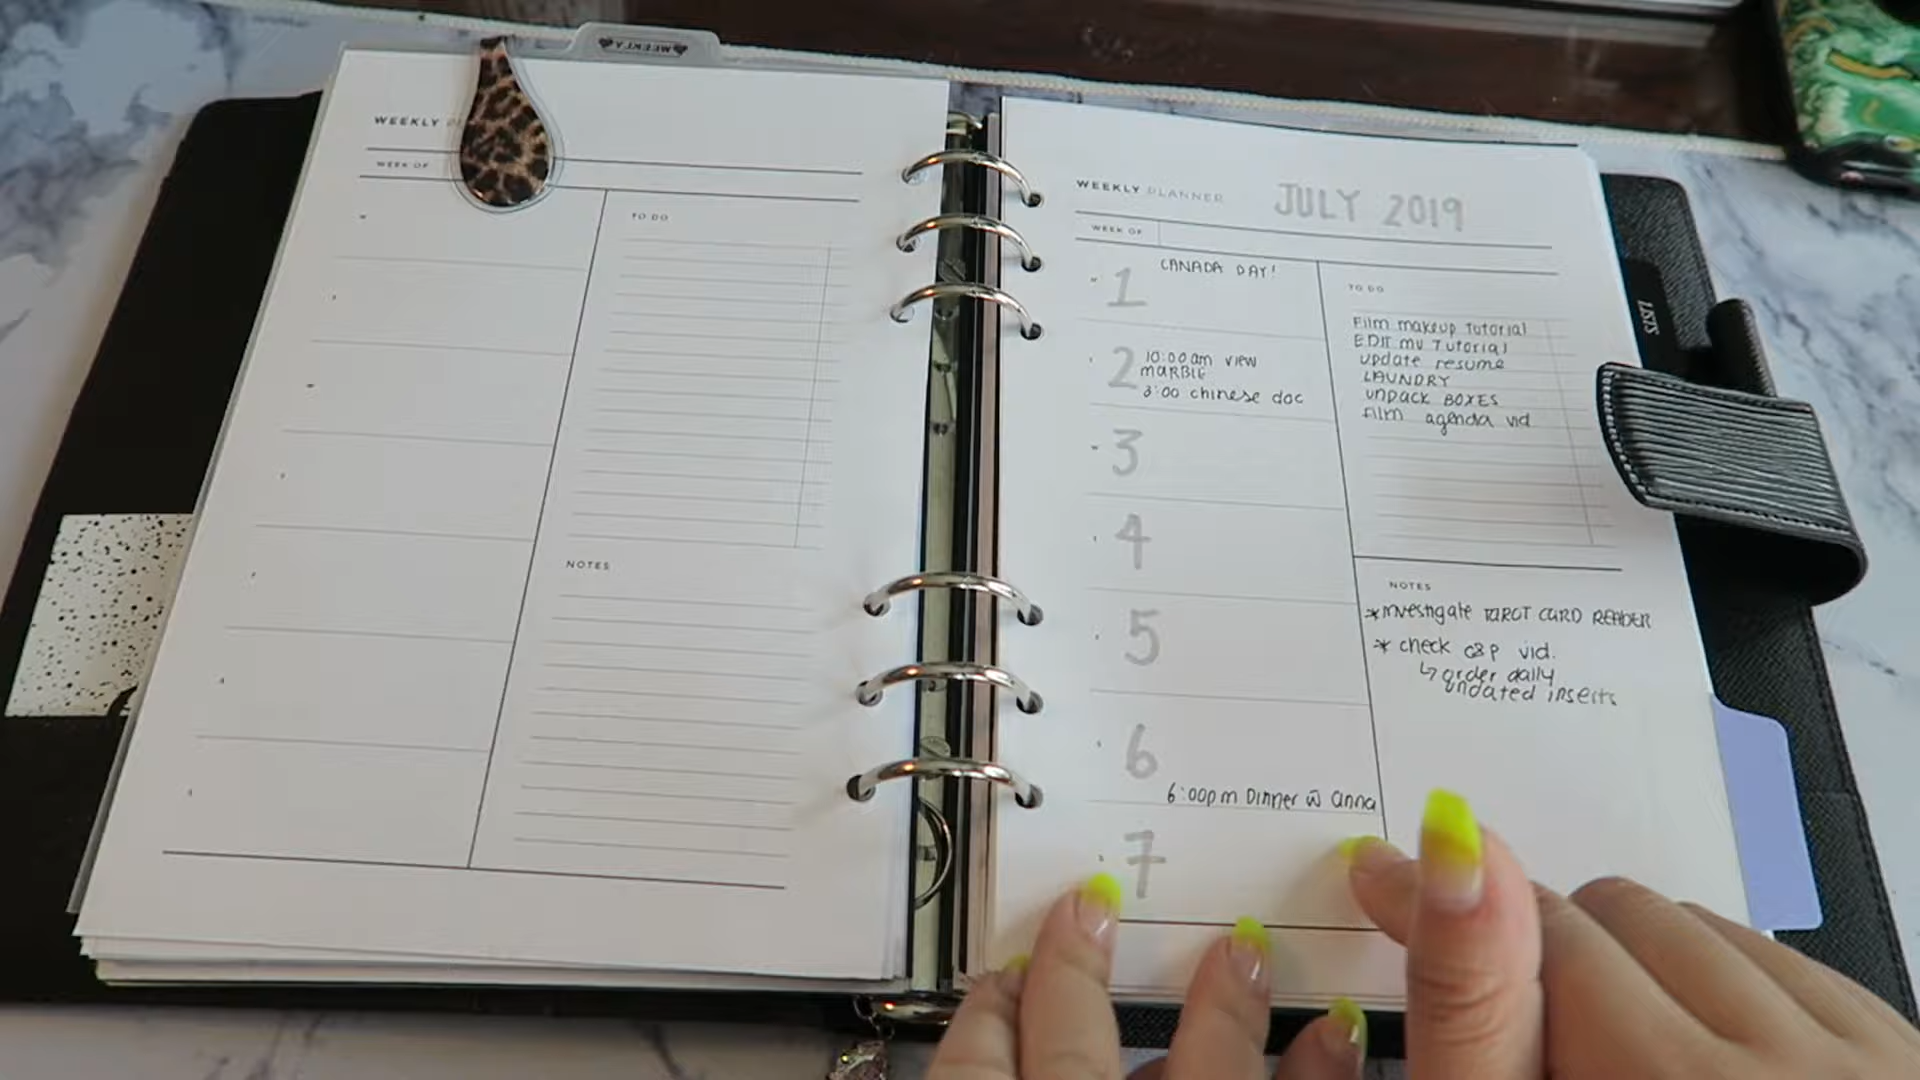 WEEKLY
WEEKLY
WEEK OF
TO DO
NOTES
WEEKLY PLANNER
JULY 2019
WEEK OF
1
CANADA DAY!
2
10:00 am view
MARBLE
3:00 chinese doc
3
4
5
6
6:00pm Dinner w̄ anna
7
TO DO
Film makeup Tutorial
EDIT mu Tutorial
update resume
LAUNDRY
unpack BOXES
Film agenda vid
NOTES
*investigate TAROT CARD READER
* check c&p vid.
↳ order daily
undated inserts
LISTS